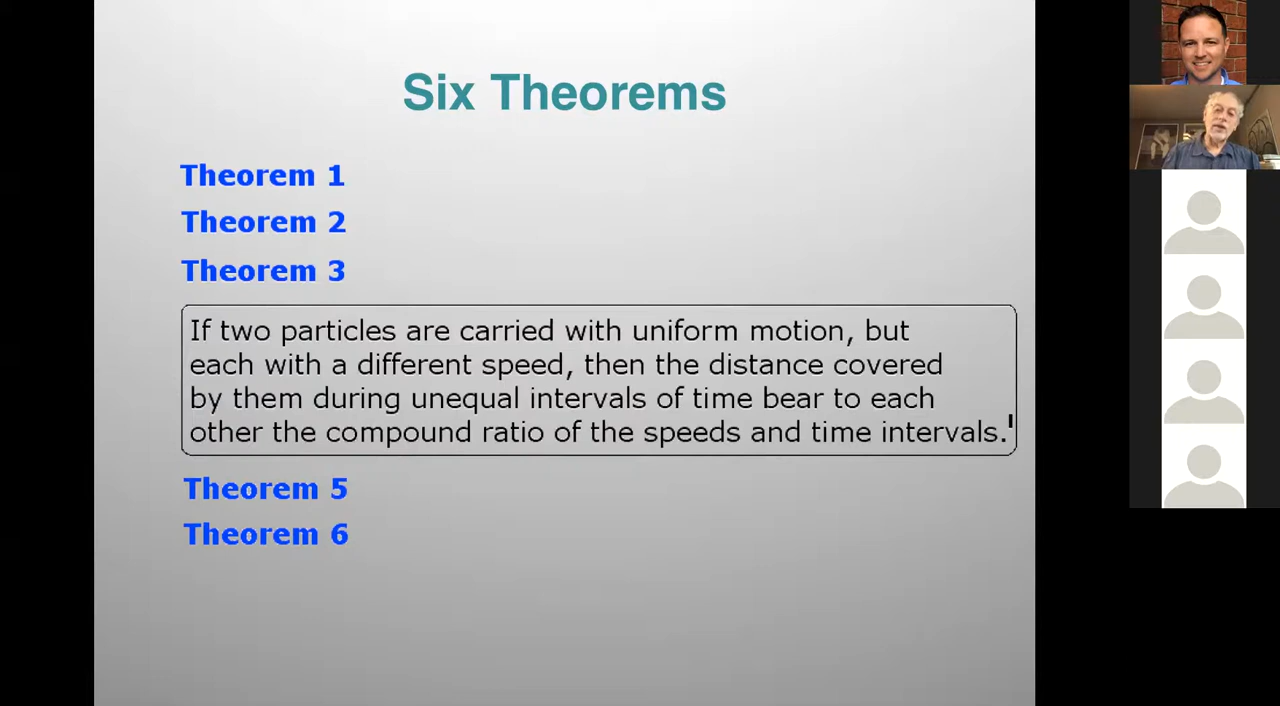 Six Theorems
Theorem 1
Theorem 2
Theorem 3
If two particles are carried with uniform motion, but
each with a different speed, then the distance covered
by them during unequal intervals of time bear to each
other the compound ratio of the speeds and time intervals.
Theorem 5
Theorem 6